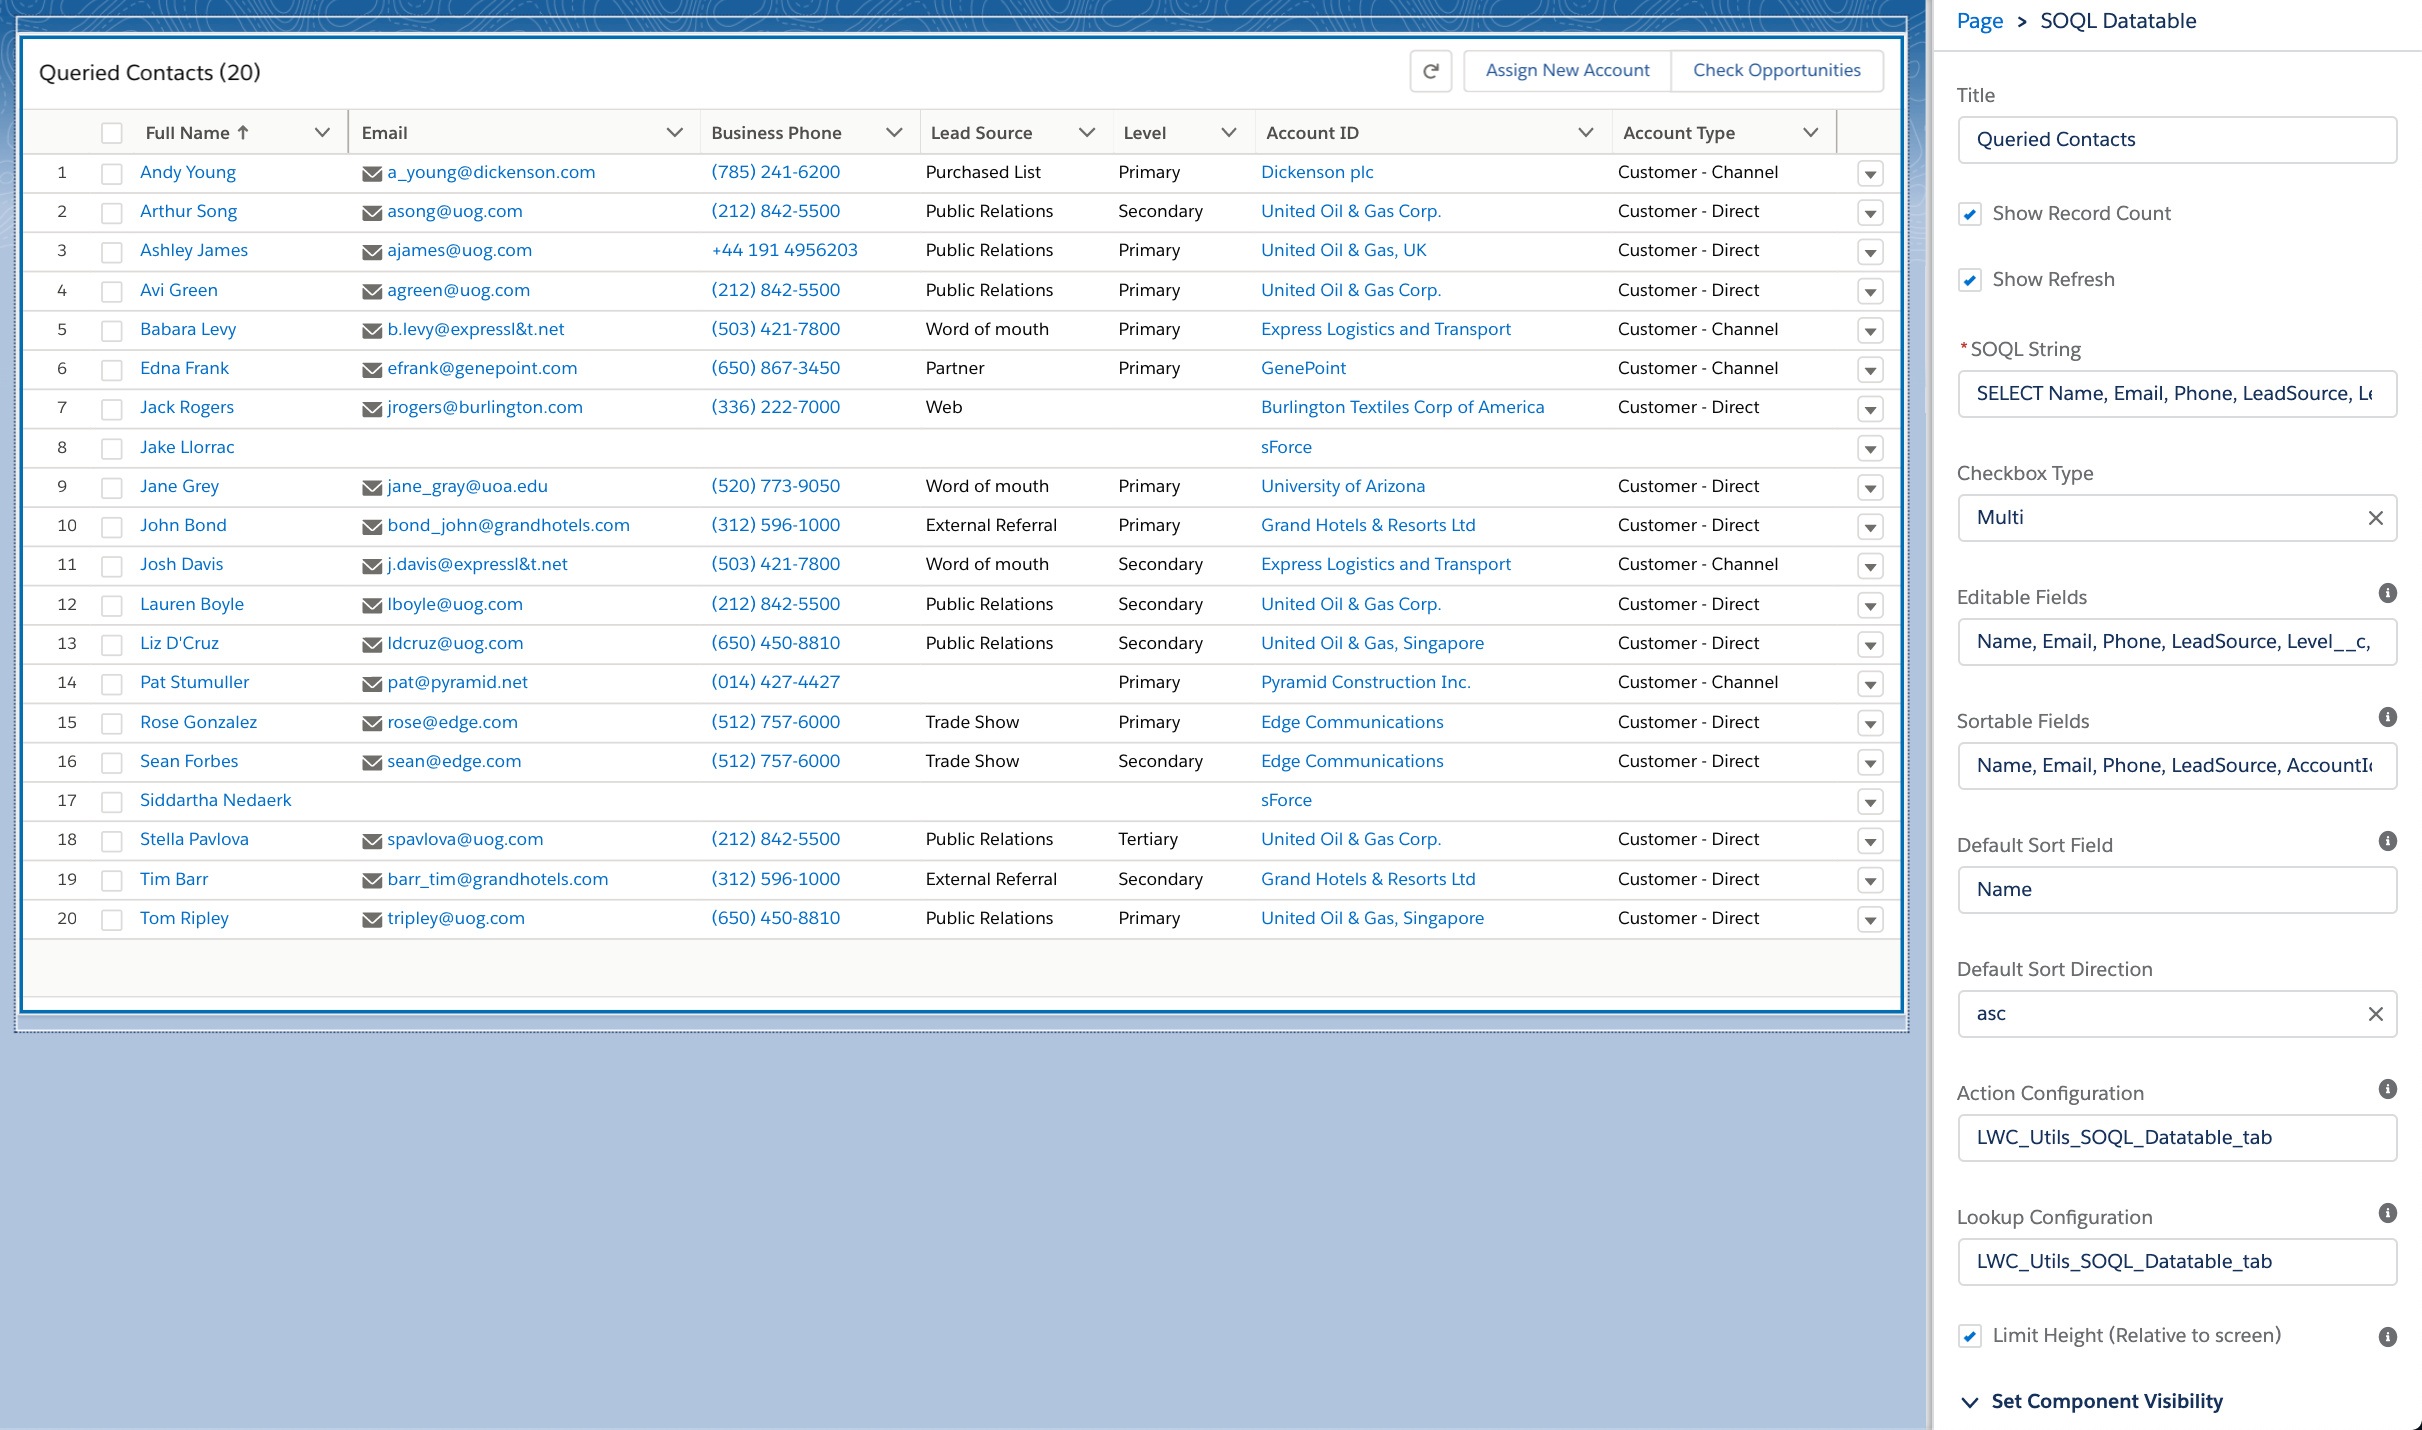 Queried Contacts (20)
Assign New Account
Check Opportunities
Full Name Email Business Phone Lead Source Level Account ID Account Type
1 Andy Young a_young@dickenson.com (785) 241-6200 Purchased List Primary Dickenson plc Customer - Channel
2 Arthur Song asong@uog.com (212) 842-5500 Public Relations Secondary United Oil & Gas Corp. Customer - Direct
3 Ashley James ajames@uog.com +44 191 4956203 Public Relations Primary United Oil & Gas, UK Customer - Direct
4 Avi Green agreen@uog.com (212) 842-5500 Public Relations Primary United Oil & Gas Corp. Customer - Direct
5 Babara Levy b.levy@expressl&t.net (503) 421-7800 Word of mouth Primary Express Logistics and Transport Customer - Channel
6 Edna Frank efrank@genepoint.com (650) 867-3450 Partner Primary GenePoint Customer - Channel
7 Jack Rogers jrogers@burlington.com (336) 222-7000 Web Burlington Textiles Corp of America Customer - Direct
8 Jake Llorrac sForce
9 Jane Grey jane_gray@uoa.edu (520) 773-9050 Word of mouth Primary University of Arizona Customer - Direct
10 John Bond bond_john@grandhotels.com (312) 596-1000 External Referral Primary Grand Hotels & Resorts Ltd Customer - Direct
11 Josh Davis j.davis@expressl&t.net (503) 421-7800 Word of mouth Secondary Express Logistics and Transport Customer - Channel
12 Lauren Boyle lboyle@uog.com (212) 842-5500 Public Relations Secondary United Oil & Gas Corp. Customer - Direct
13 Liz D'Cruz ldcruz@uog.com (650) 450-8810 Public Relations Secondary United Oil & Gas, Singapore Customer - Direct
14 Pat Stumuller pat@pyramid.net (014) 427-4427 Primary Pyramid Construction Inc. Customer - Channel
15 Rose Gonzalez rose@edge.com (512) 757-6000 Trade Show Primary Edge Communications Customer - Direct
16 Sean Forbes sean@edge.com (512) 757-6000 Trade Show Secondary Edge Communications Customer - Direct
17 Siddartha Nedaerk sForce
18 Stella Pavlova spavlova@uog.com (212) 842-5500 Public Relations Tertiary United Oil & Gas Corp. Customer - Direct
19 Tim Barr barr_tim@grandhotels.com (312) 596-1000 External Referral Secondary Grand Hotels & Resorts Ltd Customer - Direct
20 Tom Ripley tripley@uog.com (650) 450-8810 Public Relations Primary United Oil & Gas, Singapore Customer - Direct
Page > SOQL Datatable
Title
Queried Contacts
Show Record Count
Show Refresh
*SOQL String
SELECT Name, Email, Phone, LeadSource,
Checkbox Type
Multi
Editable Fields
Name, Email, Phone, LeadSource, Level__c,
Sortable Fields
Name, Email, Phone, LeadSource,
Default Sort Field
Name
Default Sort Direction
asc
Action Configuration
LWC_Utils_SOQL_Datatable_tab
Lookup Configuration
LWC_Utils_SOQL_Datatable_tab
Limit Height (Relative to screen)
Set Component Visibility